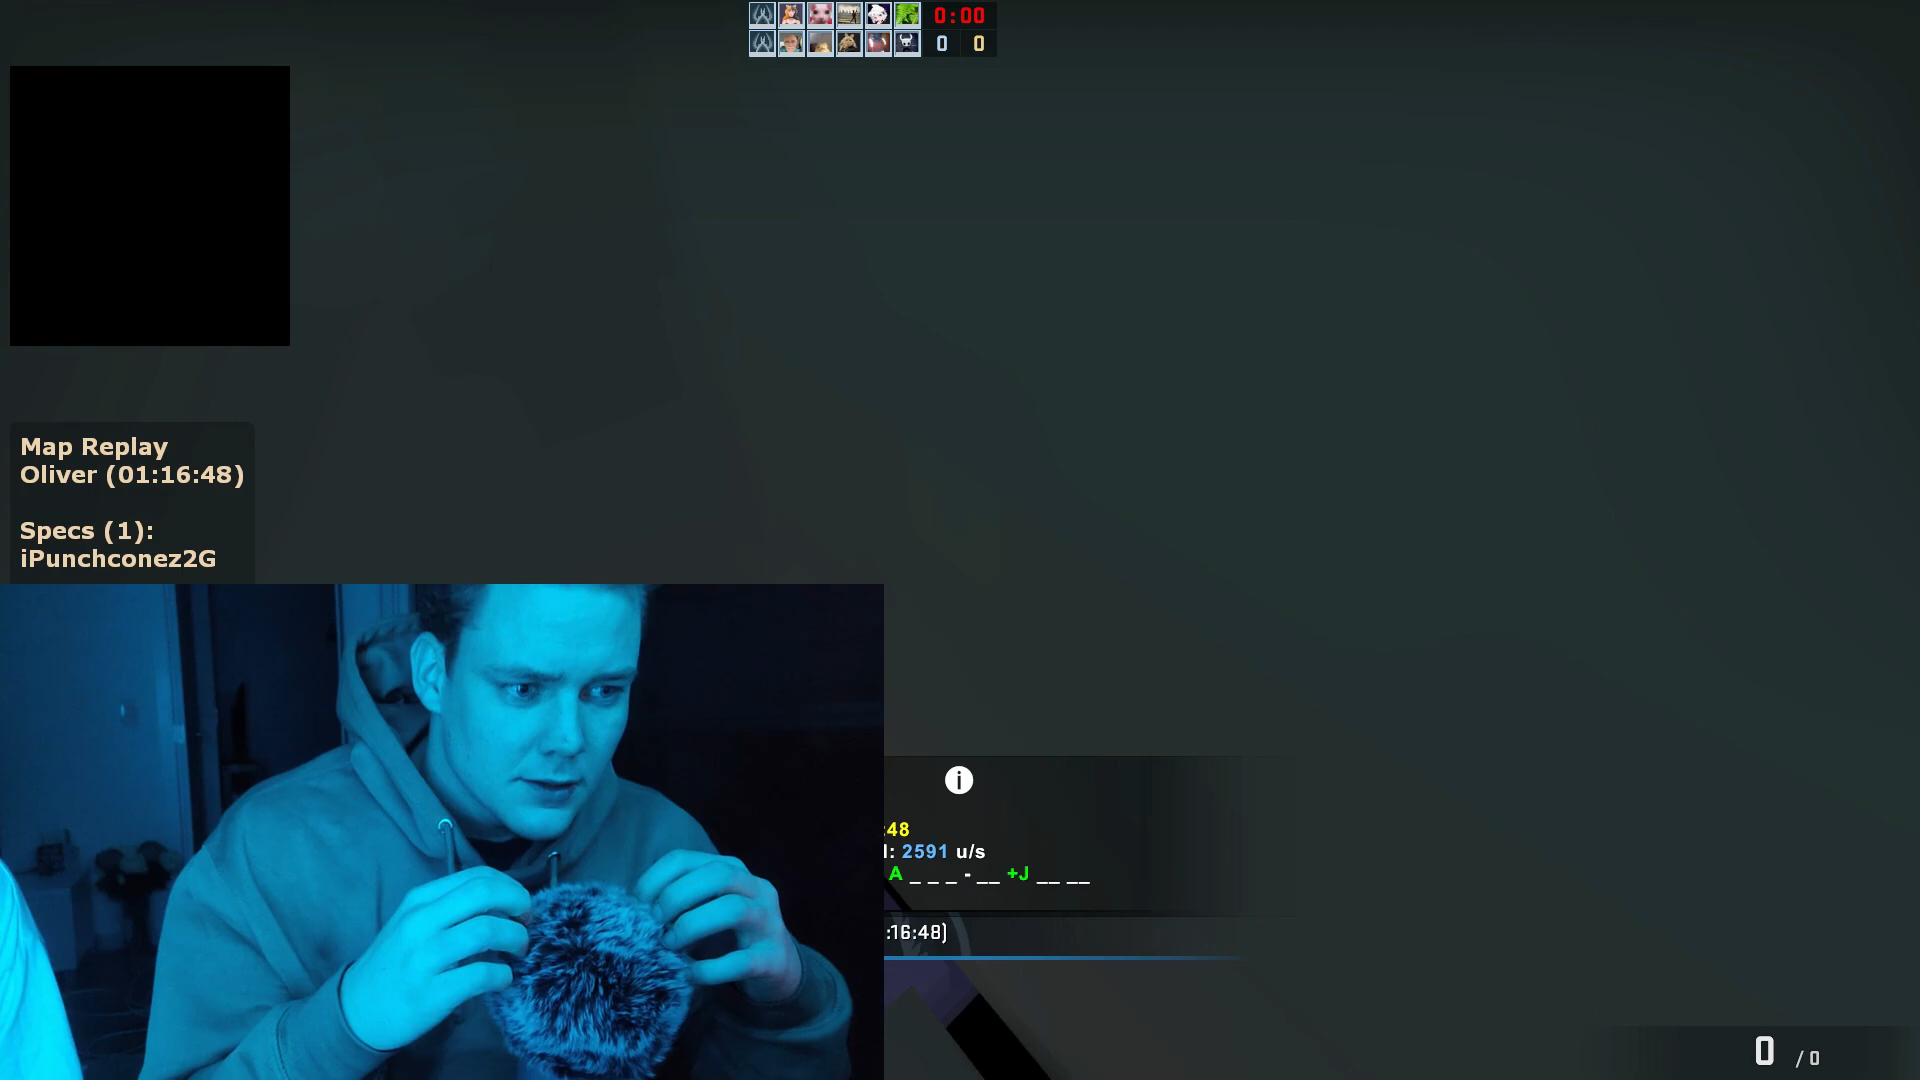 0:00
0 0
Map Replay
Oliver (01:16:48)
Specs (1):
iPunchconez2G
:48
l: 2591 u/s
A _ _ _ - __ +J __ __
:16:48)
0 / 0